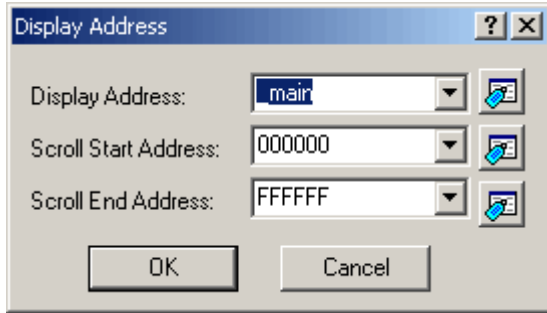 Display Address
Display Address: _main
Scroll Start Address: 000000
Scroll End Address: FFFFFF
OK Cancel